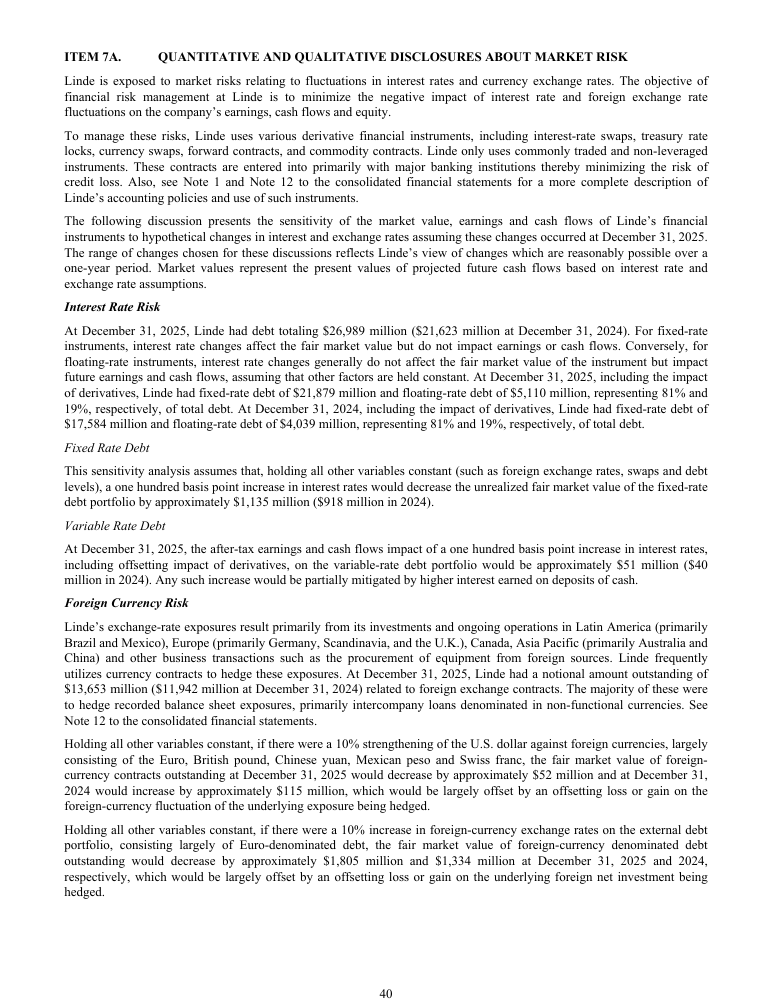 ITEM 7A. QUANTITATIVE AND QUALITATIVE DISCLOSURES ABOUT MARKET RISK
Linde is exposed to market risks relating to fluctuations in interest rates and currency exchange rates. The objective of
financial risk management at Linde is to minimize the negative impact of interest rate and foreign exchange rate
fluctuations on the company’s earnings, cash flows and equity.
To manage these risks, Linde uses various derivative financial instruments, including interest-rate swaps, treasury rate
locks, currency swaps, forward contracts, and commodity contracts. Linde only uses commonly traded and non-leveraged
instruments. These contracts are entered into primarily with major banking institutions thereby minimizing the risk of
credit loss. Also, see Note 1 and Note 12 to the consolidated financial statements for a more complete description of
Linde’s accounting policies and use of such instruments.
The following discussion presents the sensitivity of the market value, earnings and cash flows of Linde’s financial
instruments to hypothetical changes in interest and exchange rates assuming these changes occurred at December 31, 2025.
The range of changes chosen for these discussions reflects Linde’s view of changes which are reasonably possible over a
one-year period. Market values represent the present values of projected future cash flows based on interest rate and
exchange rate assumptions.
Interest Rate Risk
At December 31, 2025, Linde had debt totaling $26,989 million ($21,623 million at December 31, 2024). For fixed-rate
instruments, interest rate changes affect the fair market value but do not impact earnings or cash flows. Conversely, for
floating-rate instruments, interest rate changes generally do not affect the fair market value of the instrument but impact
future earnings and cash flows, assuming that other factors are held constant. At December 31, 2025, including the impact
of derivatives, Linde had fixed-rate debt of $21,879 million and floating-rate debt of $5,110 million, representing 81% and
19%, respectively, of total debt. At December 31, 2024, including the impact of derivatives, Linde had fixed-rate debt of
$17,584 million and floating-rate debt of $4,039 million, representing 81% and 19%, respectively, of total debt.
Fixed Rate Debt
This sensitivity analysis assumes that, holding all other variables constant (such as foreign exchange rates, swaps and debt
levels), a one hundred basis point increase in interest rates would decrease the unrealized fair market value of the fixed-rate
debt portfolio by approximately $1,135 million ($918 million in 2024).
Variable Rate Debt
At December 31, 2025, the after-tax earnings and cash flows impact of a one hundred basis point increase in interest rates,
including offsetting impact of derivatives, on the variable-rate debt portfolio would be approximately $51 million ($40
million in 2024). Any such increase would be partially mitigated by higher interest earned on deposits of cash.
Foreign Currency Risk
Linde’s exchange-rate exposures result primarily from its investments and ongoing operations in Latin America (primarily
Brazil and Mexico), Europe (primarily Germany, Scandinavia, and the U.K.), Canada, Asia Pacific (primarily Australia and
China) and other business transactions such as the procurement of equipment from foreign sources. Linde frequently
utilizes currency contracts to hedge these exposures. At December 31, 2025, Linde had a notional amount outstanding of
$13,653 million ($11,942 million at December 31, 2024) related to foreign exchange contracts. The majority of these were
to hedge recorded balance sheet exposures, primarily intercompany loans denominated in non-functional currencies. See
Note 12 to the consolidated financial statements.
Holding all other variables constant, if there were a 10% strengthening of the U.S. dollar against foreign currencies, largely
consisting of the Euro, British pound, Chinese yuan, Mexican peso and Swiss franc, the fair market value of foreign-
currency contracts outstanding at December 31, 2025 would decrease by approximately $52 million and at December 31,
2024 would increase by approximately $115 million, which would be largely offset by an offsetting loss or gain on the
foreign-currency fluctuation of the underlying exposure being hedged.
Holding all other variables constant, if there were a 10% increase in foreign-currency exchange rates on the external debt
portfolio, consisting largely of Euro-denominated debt, the fair market value of foreign-currency denominated debt
outstanding would decrease by approximately $1,805 million and $1,334 million at December 31, 2025 and 2024,
respectively, which would be largely offset by an offsetting loss or gain on the underlying foreign net investment being
hedged.
40